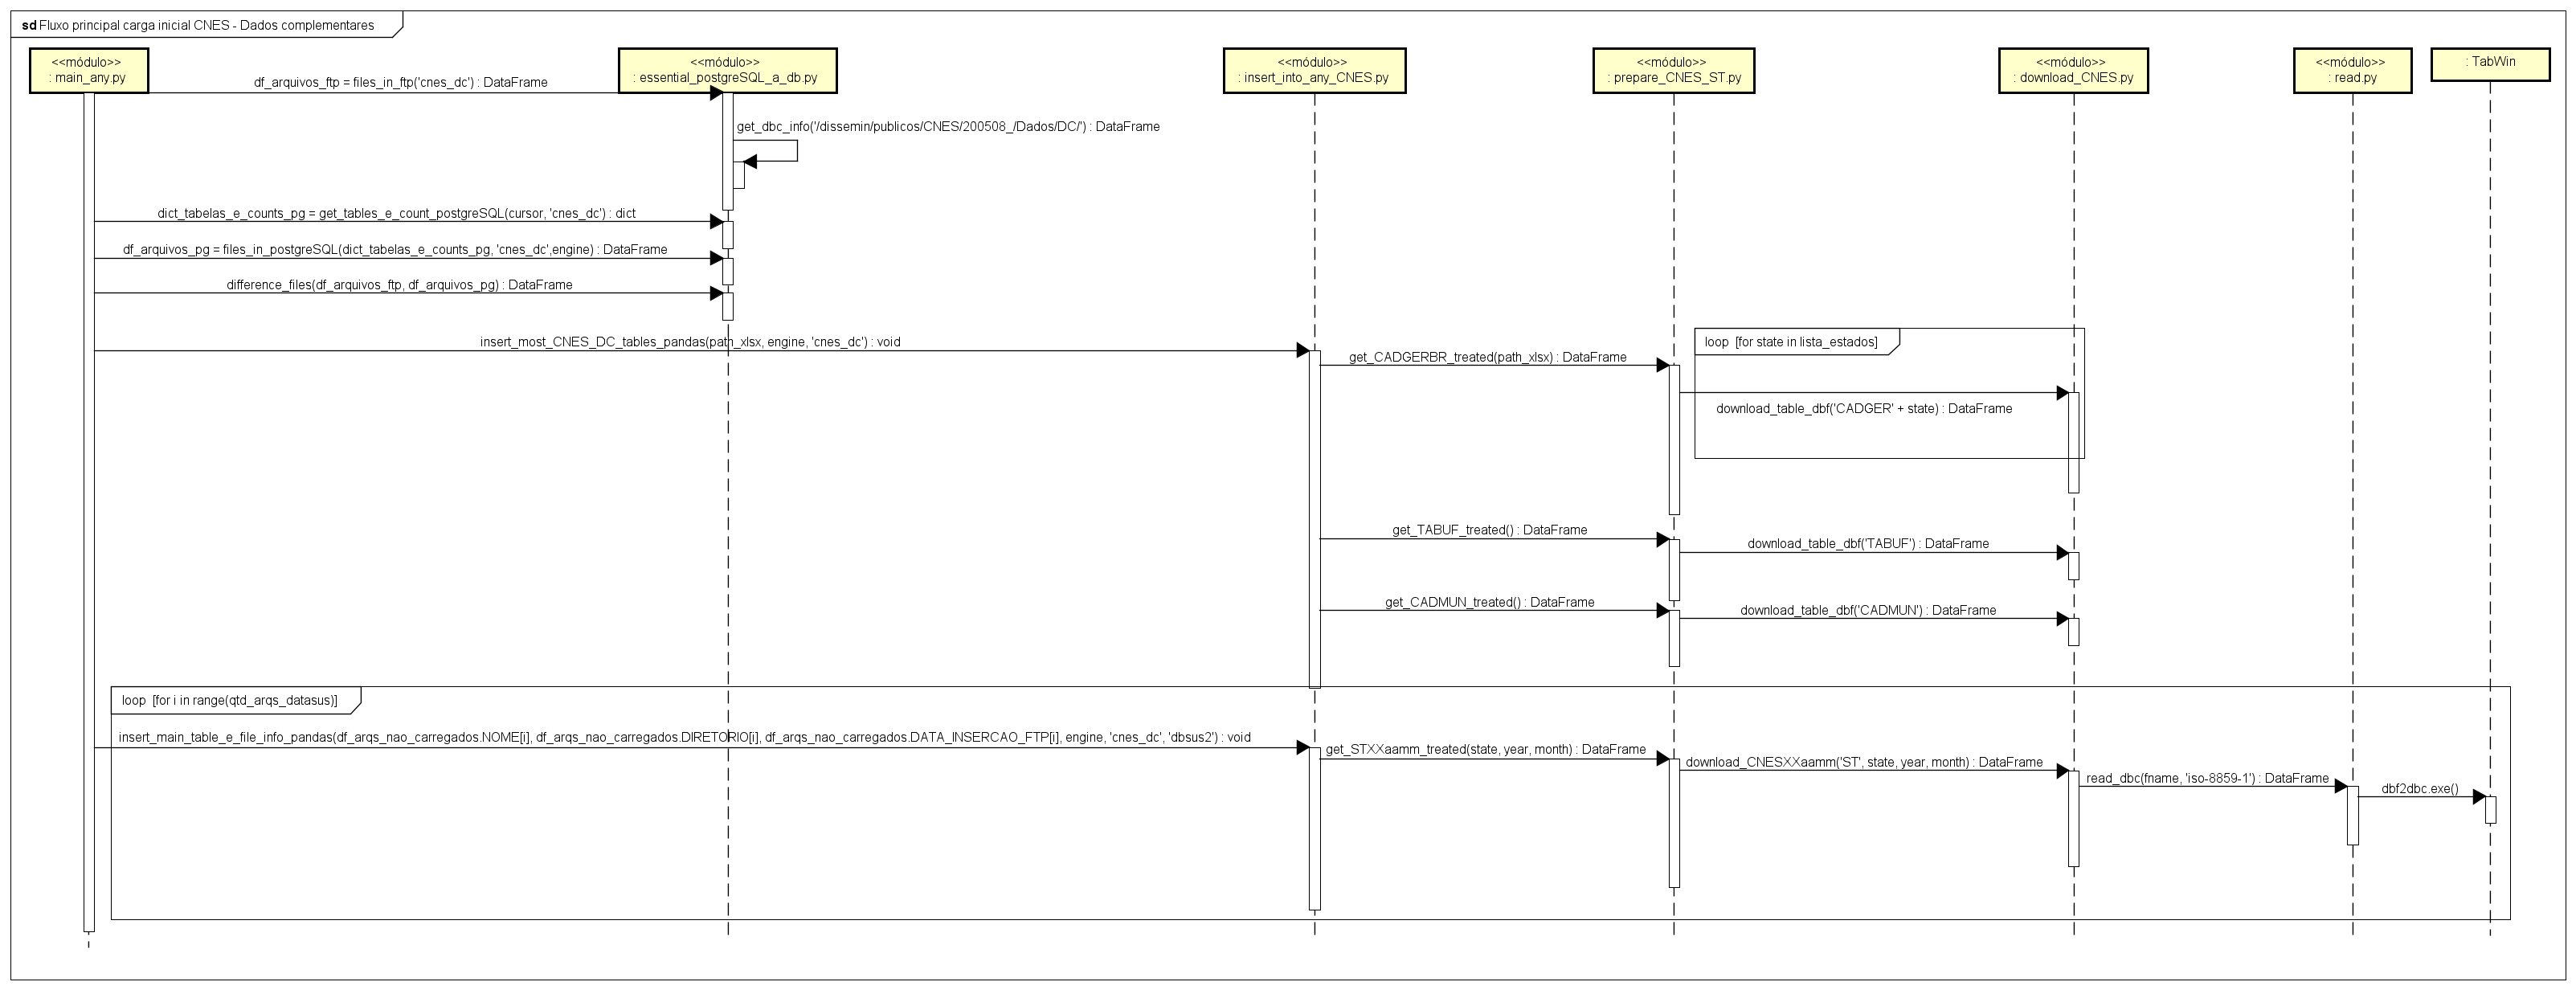 sd Fluxo principal carga inicial CNES - Dados complementares
<<módulo>>
: main_any.py
<<módulo>>
: essential_postgreSQL_a_db.py
<<módulo>>
: insert_into_any_CNES.py
<<módulo>>
: prepare_CNES_ST.py
<<módulo>>
: download_CNES.py
<<módulo>>
: read.py
: TabWin
df_arquivos_ftp = files_in_ftp('cnes_dc') : DataFrame
get_dbc_info('/dissemin/publicos/CNES/200508_/Dados/DC/') : DataFrame
dict_tabelas_e_counts_pg = get_tables_e_count_postgreSQL(cursor, 'cnes_dc') : dict
df_arquivos_pg = files_in_postgreSQL(dict_tabelas_e_counts_pg, 'cnes_dc',engine) : DataFrame
difference_files(df_arquivos_ftp, df_arquivos_pg) : DataFrame
insert_most_CNES_DC_tables_pandas(path_xlsx, engine, 'cnes_dc') : void
loop [for state in lista_estados]
get_CADGERBR_treated(path_xlsx) : DataFrame
download_table_dbf('CADGER' + state) : DataFrame
get_TABUF_treated() : DataFrame
download_table_dbf('TABUF') : DataFrame
get_CADMUN_treated() : DataFrame
download_table_dbf('CADMUN') : DataFrame
loop [for i in range(qtd_arqs_datasus)]
insert_main_table_e_file_info_pandas(df_arqs_nao_carregados.NOME[i], df_arqs_nao_carregados.DIRETORIO[i], df_arqs_nao_carregados.DATA_INSERCAO_FTP[i], engine, 'cnes_dc', 'dbsus2') : void
get_STXXaamm_treated(state, year, month) : DataFrame
download_CNESXXaamm('ST', state, year, month) : DataFrame
read_dbc(fname, 'iso-8859-1') : DataFrame
dbf2dbc.exe()